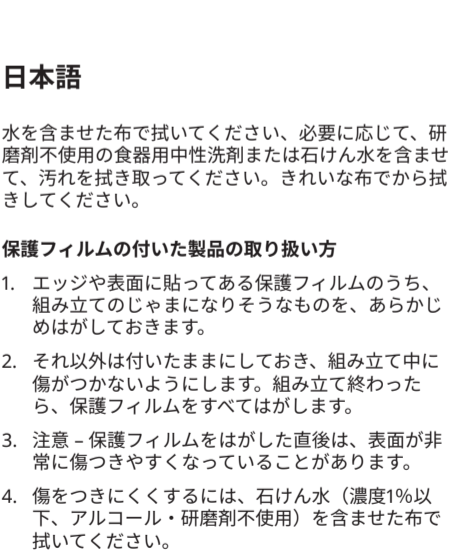 日本語
水を含ませた布で拭いてください、必要に応じて、研
磨剤不使用の食器用中性洗剤または石けん水を含ませ
て、汚れを拭き取ってください。きれいな布でから拭
きしてください。
保護フィルムの付いた製品の取り扱い方
1. エッジや表面に貼ってある保護フィルムのうち、
組み立てのじゃまになりそうなものを、あらかじ
めはがしておきます。
2. それ以外は付いたままにしておき、組み立て中に
傷がつかないようにします。組み立て終わった
ら、保護フィルムをすべてはがします。
3. 注意 – 保護フィルムをはがした直後は、表面が非
常に傷つきやすくなっていることがあります。
4. 傷をつきにくくするには、石けん水（濃度1%以
下、アルコール・研磨剤不使用）を含ませた布で
拭いてください。